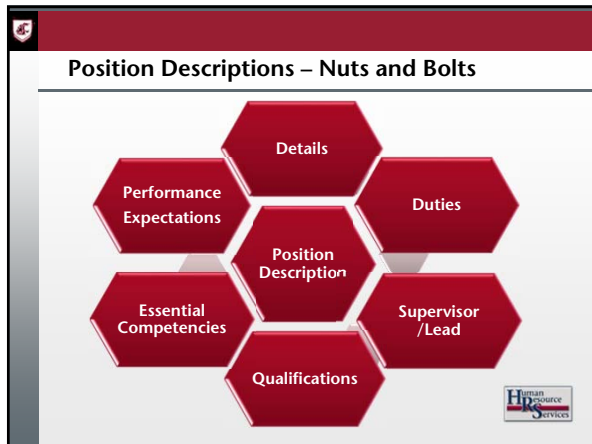 Position Descriptions – Nuts and Bolts
Details
Performance
Expectations
Duties
Position
Description
Essential
Competencies
Supervisor
/Lead
Qualifications
Human
Resource
Services